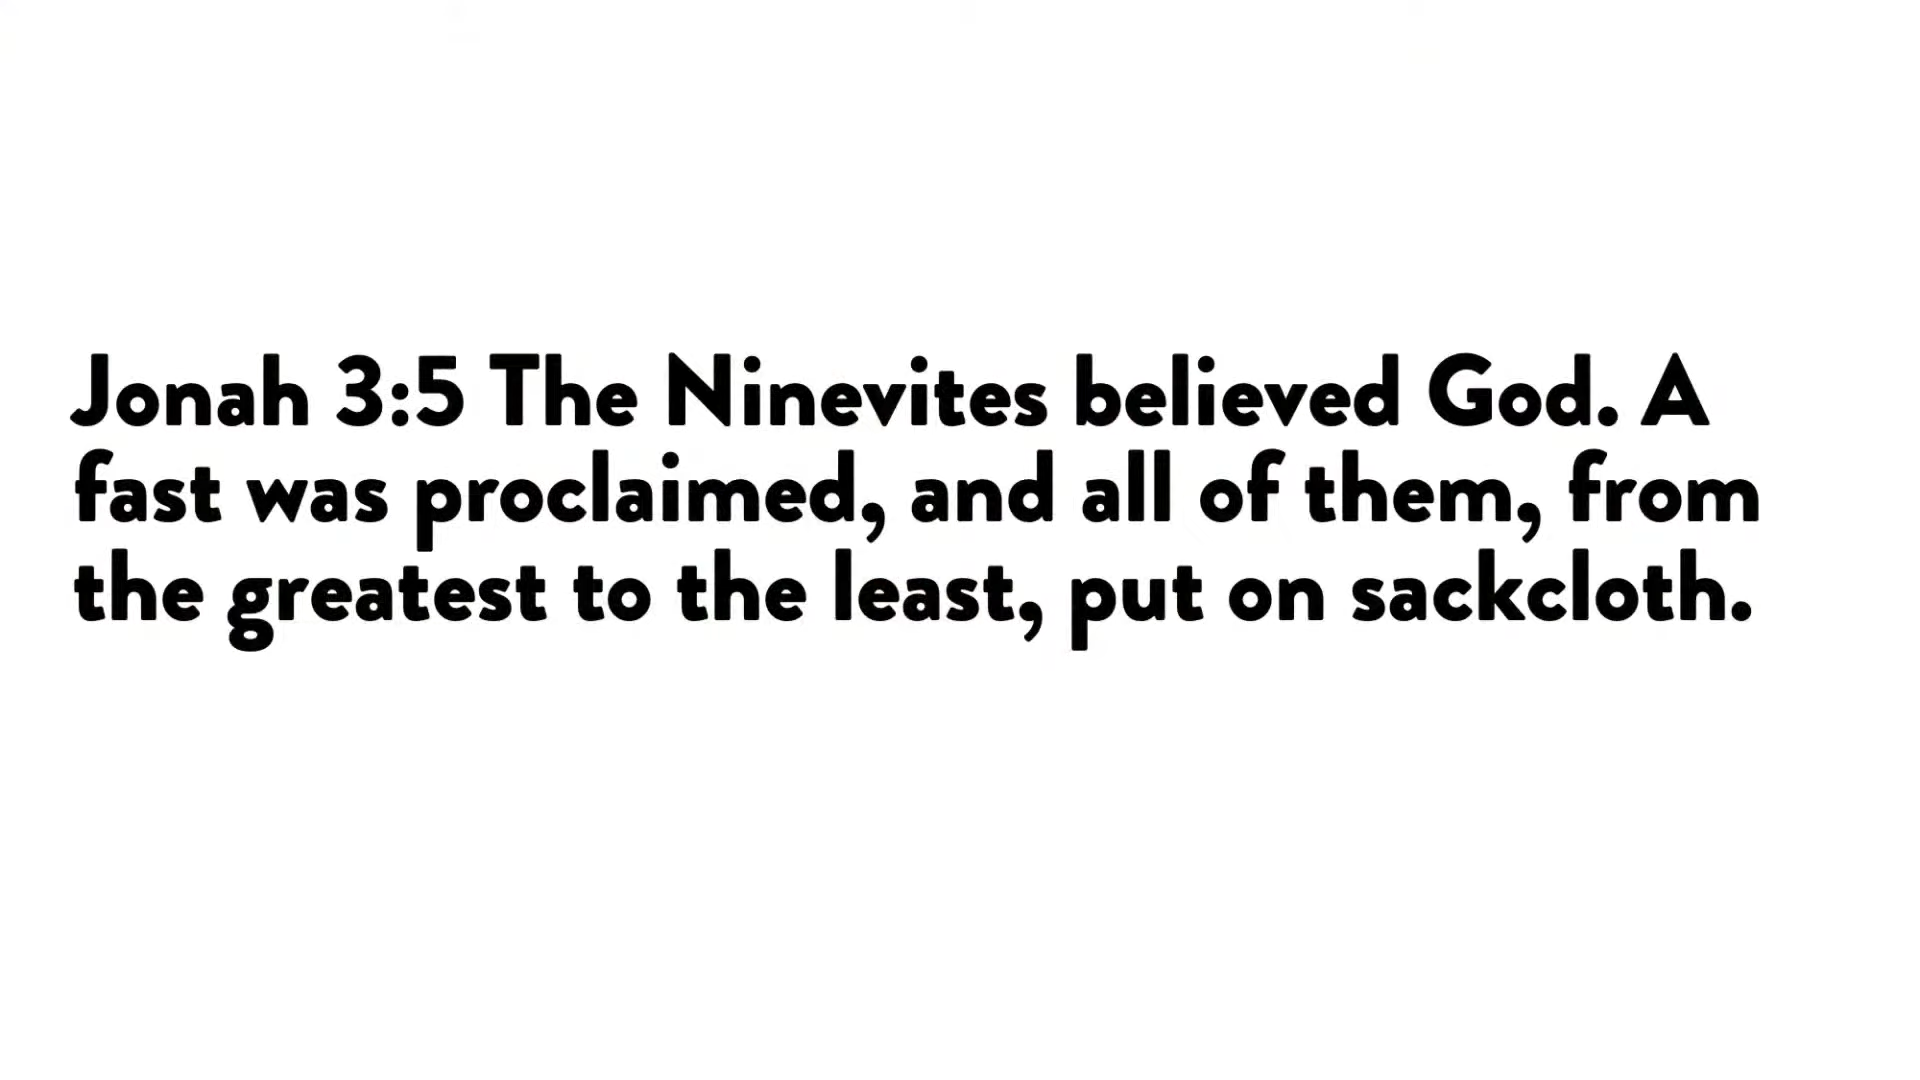 Jonah 3:5 The Ninevites believed God. A
fast was proclaimed, and all of them, from
the greatest to the least, put on sackcloth.